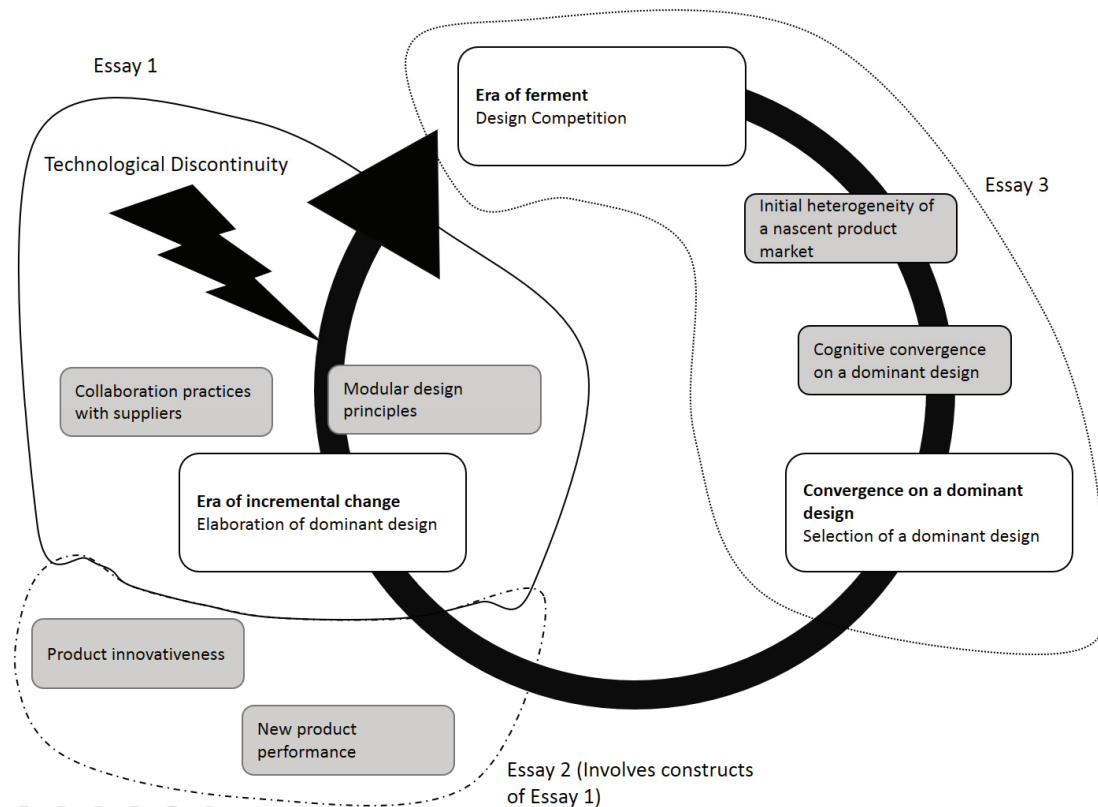 Essay 1
Technological Discontinuity
Era of ferment
Design Competition
Essay 3
Initial heterogeneity of
a nascent product
market
Cognitive convergence
on a dominant design
Collaboration practices
with suppliers
Modular design
principles
Era of incremental change
Elaboration of dominant design
Convergence on a dominant
design
Selection of a dominant design
Product innovativeness
New product
performance
Essay 2 (Involves constructs
of Essay 1)